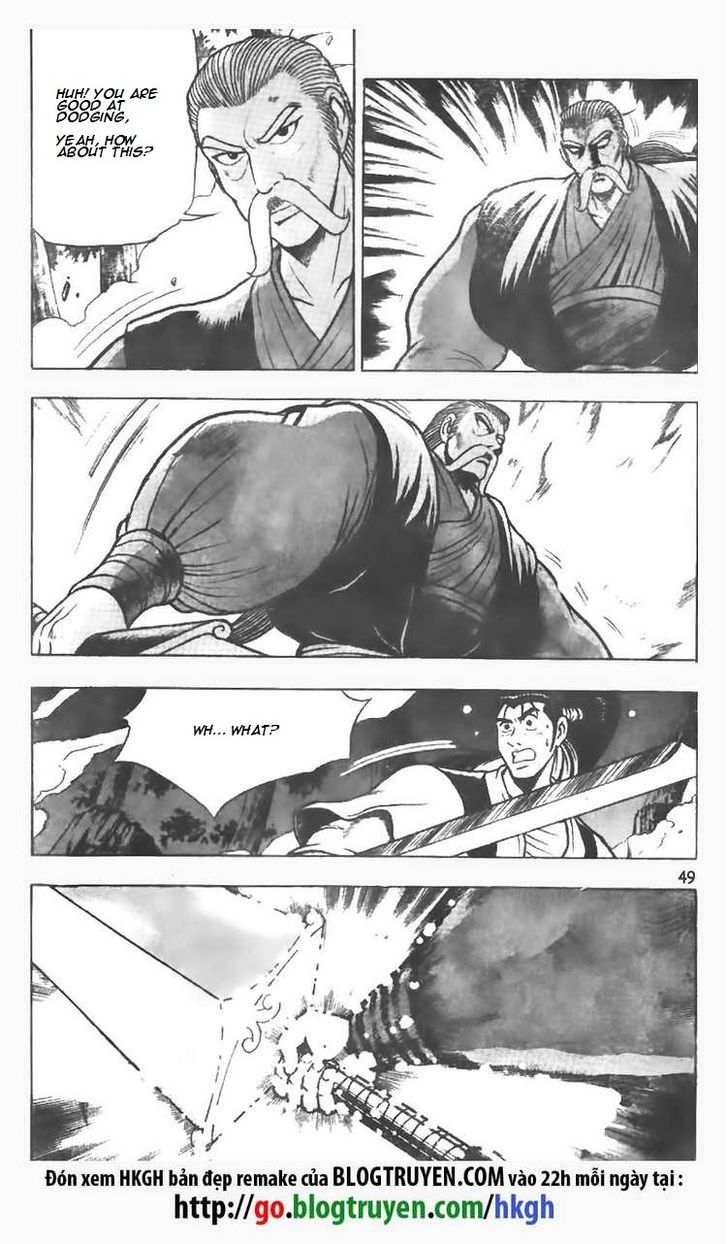 HUH! YOU ARE
GOOD AT
DODGING,
YEAH, HOW
ABOUT THIS?
WH... WHAT?
49
Đón xem HKGH bản đẹp remake của BLOGTRUYEN.COM vào 22h mỗi ngày tại :
http://go.blogtruyen.com/hkgh